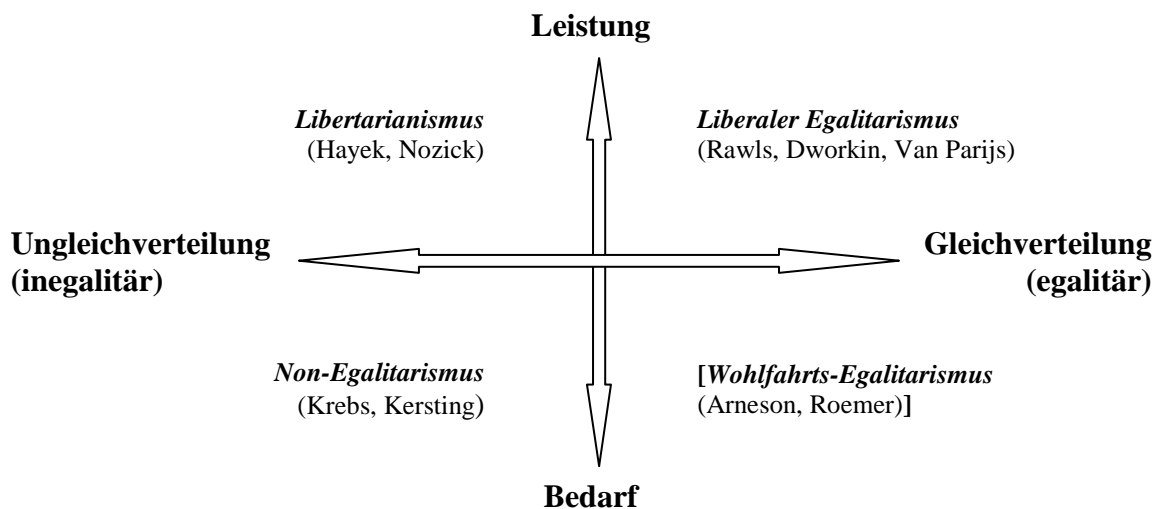 Leistung
Libertarianismus
(Hayek, Nozick)
Liberaler Egalitarismus
(Rawls, Dworkin, Van Parijs)
Ungleichverteilung
(inegalitär)
Gleichverteilung
(egalitär)
Non-Egalitarismus
(Krebs, Kersting)
[Wohlfahrts-Egalitarismus
(Arneson, Roemer)]
Bedarf